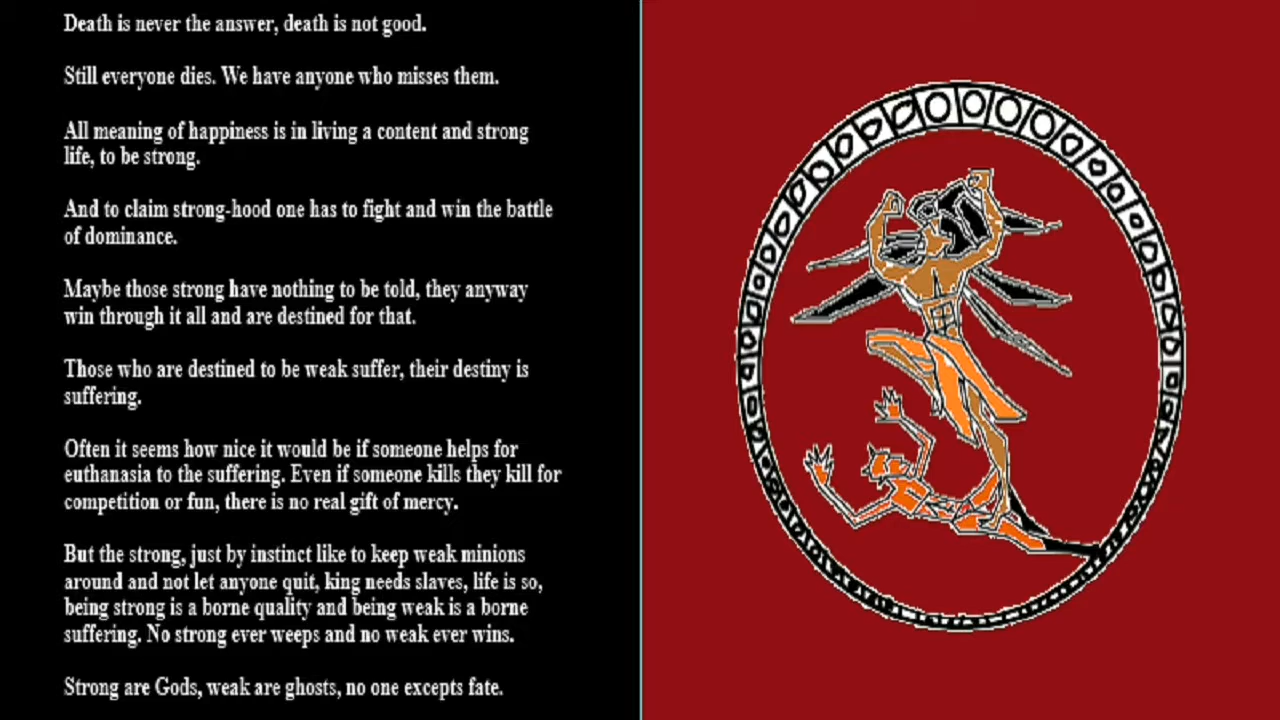 Death is never the answer, death is not good.
Still everyone dies. We have anyone who misses them.
All meaning of happiness is in living a content and strong
life, to be strong.
And to claim strong-hood one has to fight and win the battle
of dominance.
Maybe those strong have nothing to be told, they anyway
win through it all and are destined for that.
Those who are destined to be weak suffer, their destiny is
suffering.
Often it seems how nice it would be if someone helps for
euthanasia to the suffering. Even if someone kills they kill for
competition or fun, there is no real gift of mercy.
But the strong, just by instinct like to keep weak minions
around and not let anyone quit, king needs slaves, life is so,
being strong is a borne quality and being weak is a borne
suffering. No strong ever weeps and no weak ever wins.
Strong are Gods, weak are ghosts, no one excepts fate.